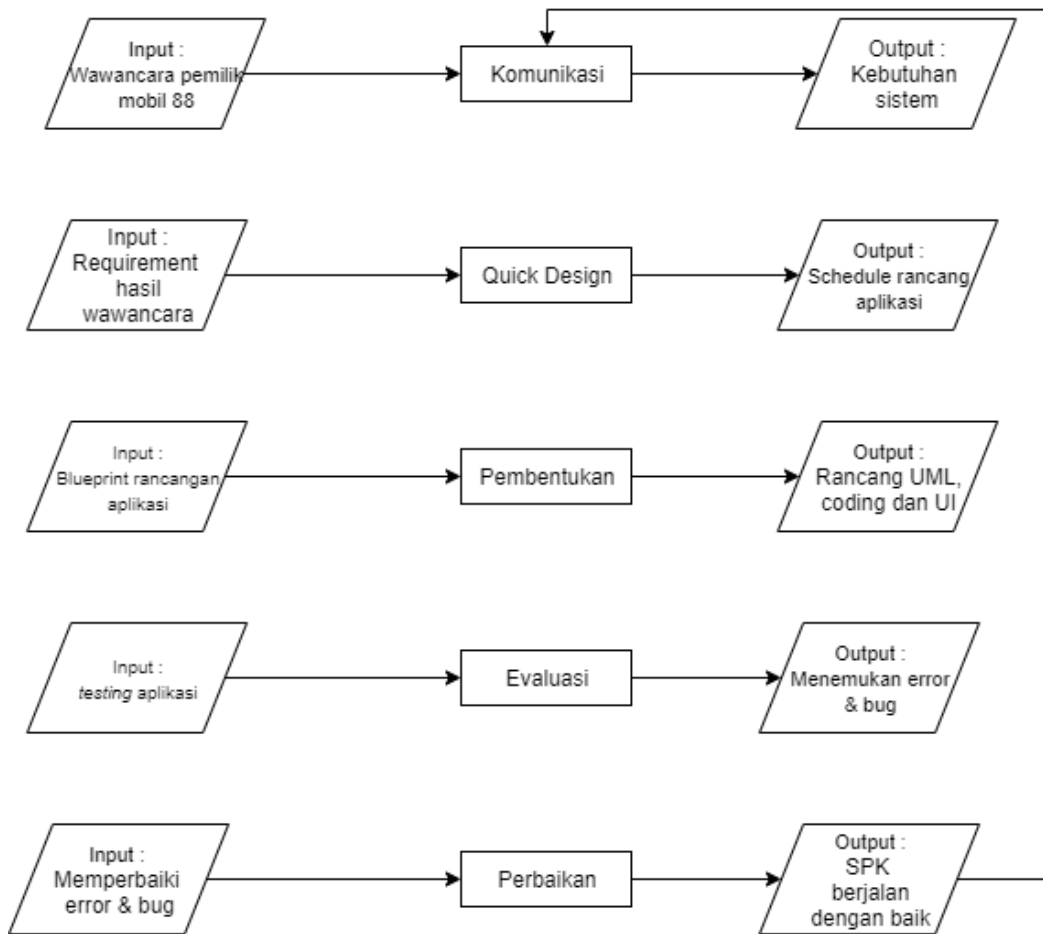 Input :
Wawancara pemilik
mobil 88
Komunikasi
Output :
Kebutuhan
sistem
Input :
Requirement
hasil
wawancara
Quick Design
Output :
Schedule rancang
aplikasi
Input :
Blueprint rancangan
aplikasi
Pembentukan
Output :
Rancang UML,
coding dan UI
Input :
testing aplikasi
Evaluasi
Output :
Menemukan error
& bug
Input :
Memperbaiki
error & bug
Perbaikan
Output :
SPK
berjalan
dengan baik